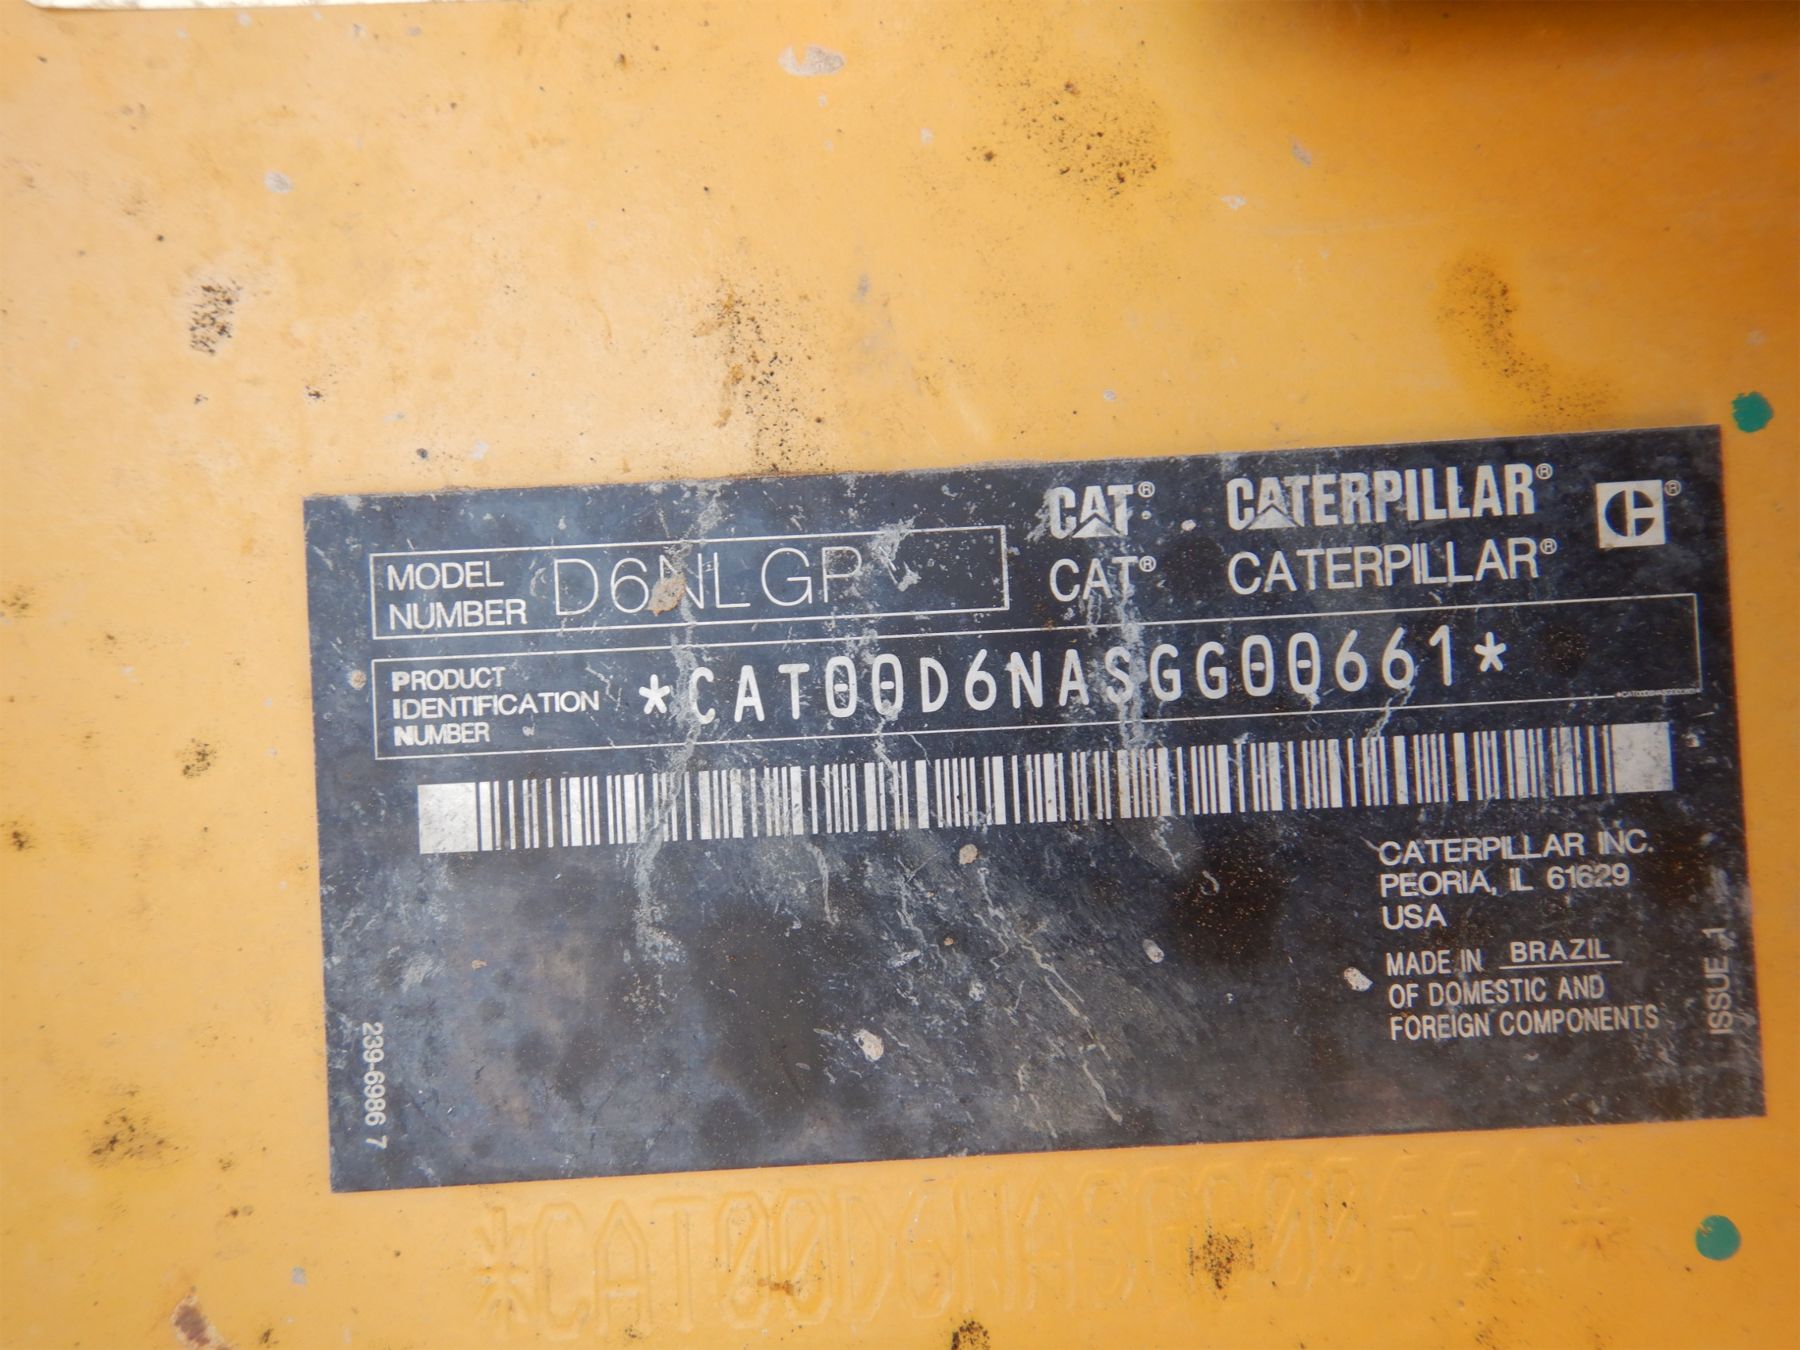 CAT® CATERPILLAR® ®
CAT® CATERPILLAR®
MODEL NUMBER D6NLGP
PRODUCT IDENTIFICATION NUMBER *CAT00D6NASGG00661*
CATERPILLAR INC.
PEORIA, IL 61629
USA
MADE IN BRAZIL
OF DOMESTIC AND
FOREIGN COMPONENTS
ISSUE 1
239-6986 7
*CAT00D6NASGG00661*